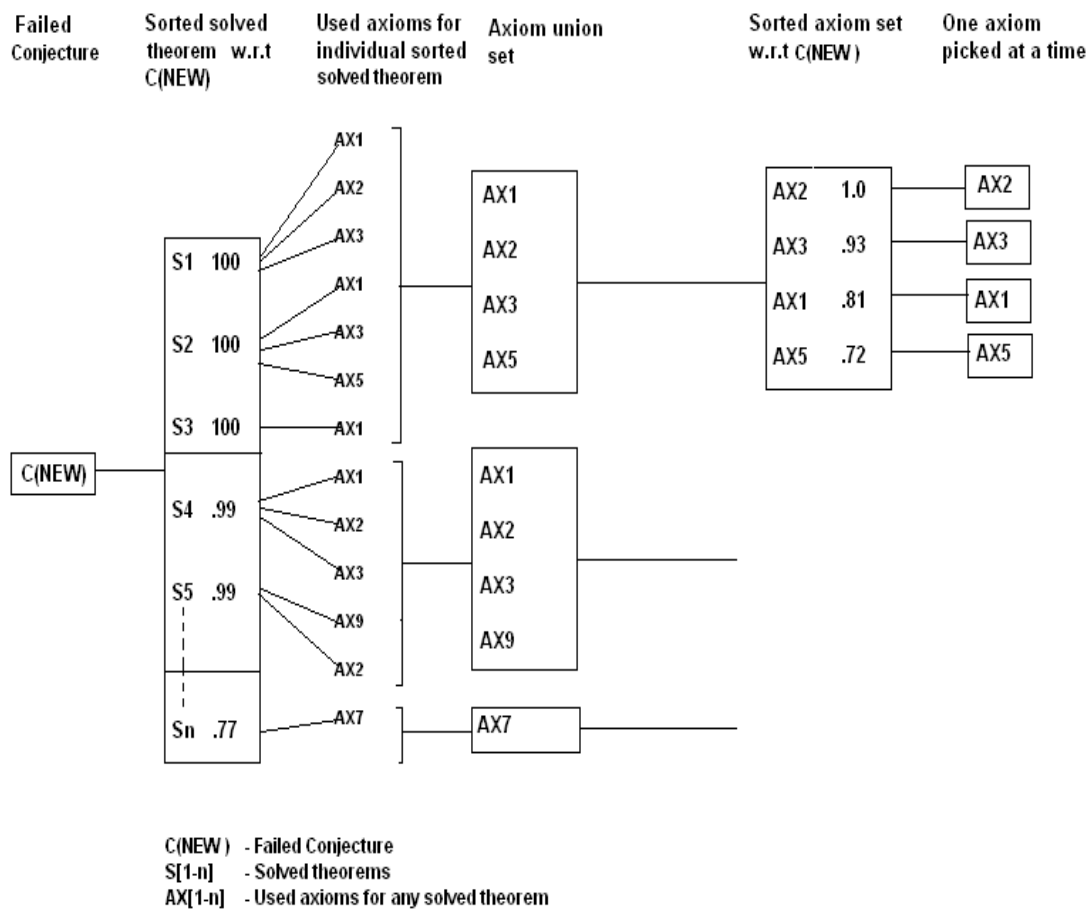 Failed
Conjecture
Sorted solved
theorem w.r.t
C(NEW)
Used axioms for
individual sorted
solved theorem
Axiom union
set
Sorted axiom set
w.r.t C(NEW )
One axiom
picked at a time
C(NEW)
S1 100
S2 100
S3 100
S4 .99
S5 .99
Sn .77
AX1
AX2
AX3
AX1
AX3
AX5
AX1
AX1
AX2
AX3
AX9
AX2
AX7
AX1
AX2
AX3
AX5
AX1
AX2
AX3
AX9
AX7
AX2 1.0
AX3 .93
AX1 .81
AX5 .72
AX2
AX3
AX1
AX5
C(NEW ) - Failed Conjecture
S[1-n] - Solved theorems
AX[1-n] - Used axioms for any solved theorem